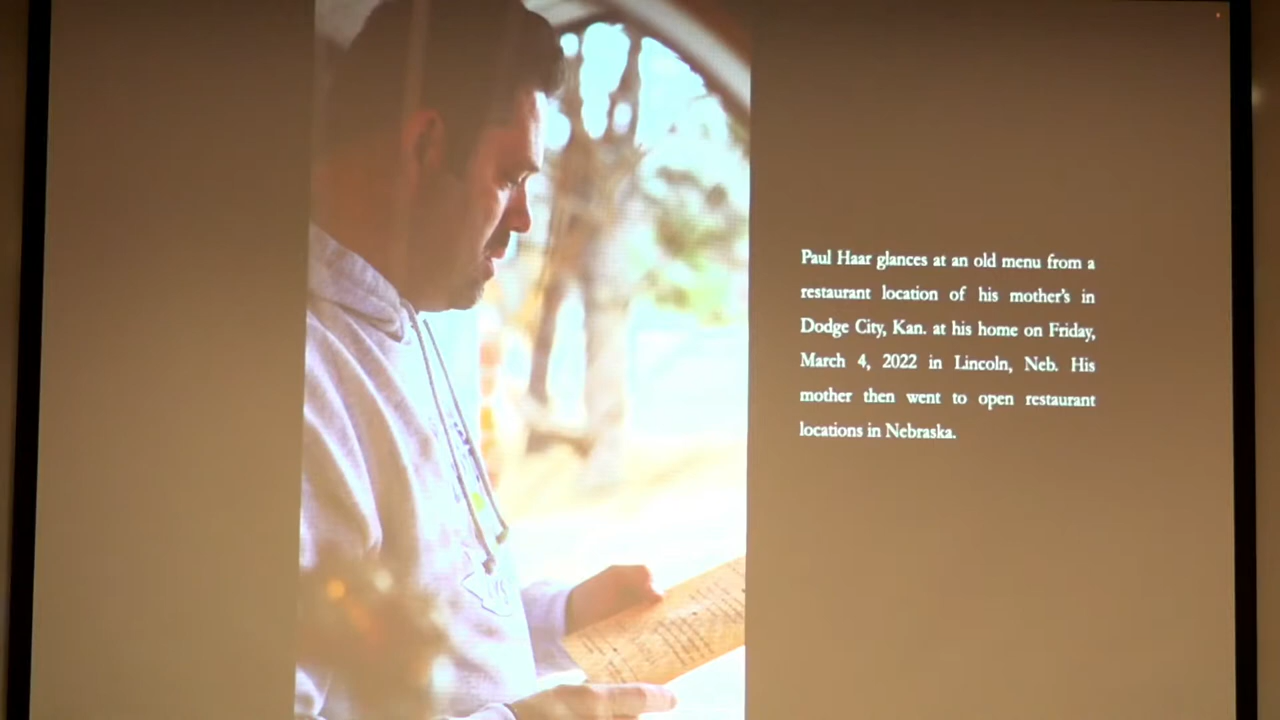 Paul Haar glances at an old menu from a
restaurant location of his mother's in
Dodge City, Kan. at his home on Friday,
March 4, 2022 in Lincoln, Neb. His
mother then went to open restaurant
locations in Nebraska.